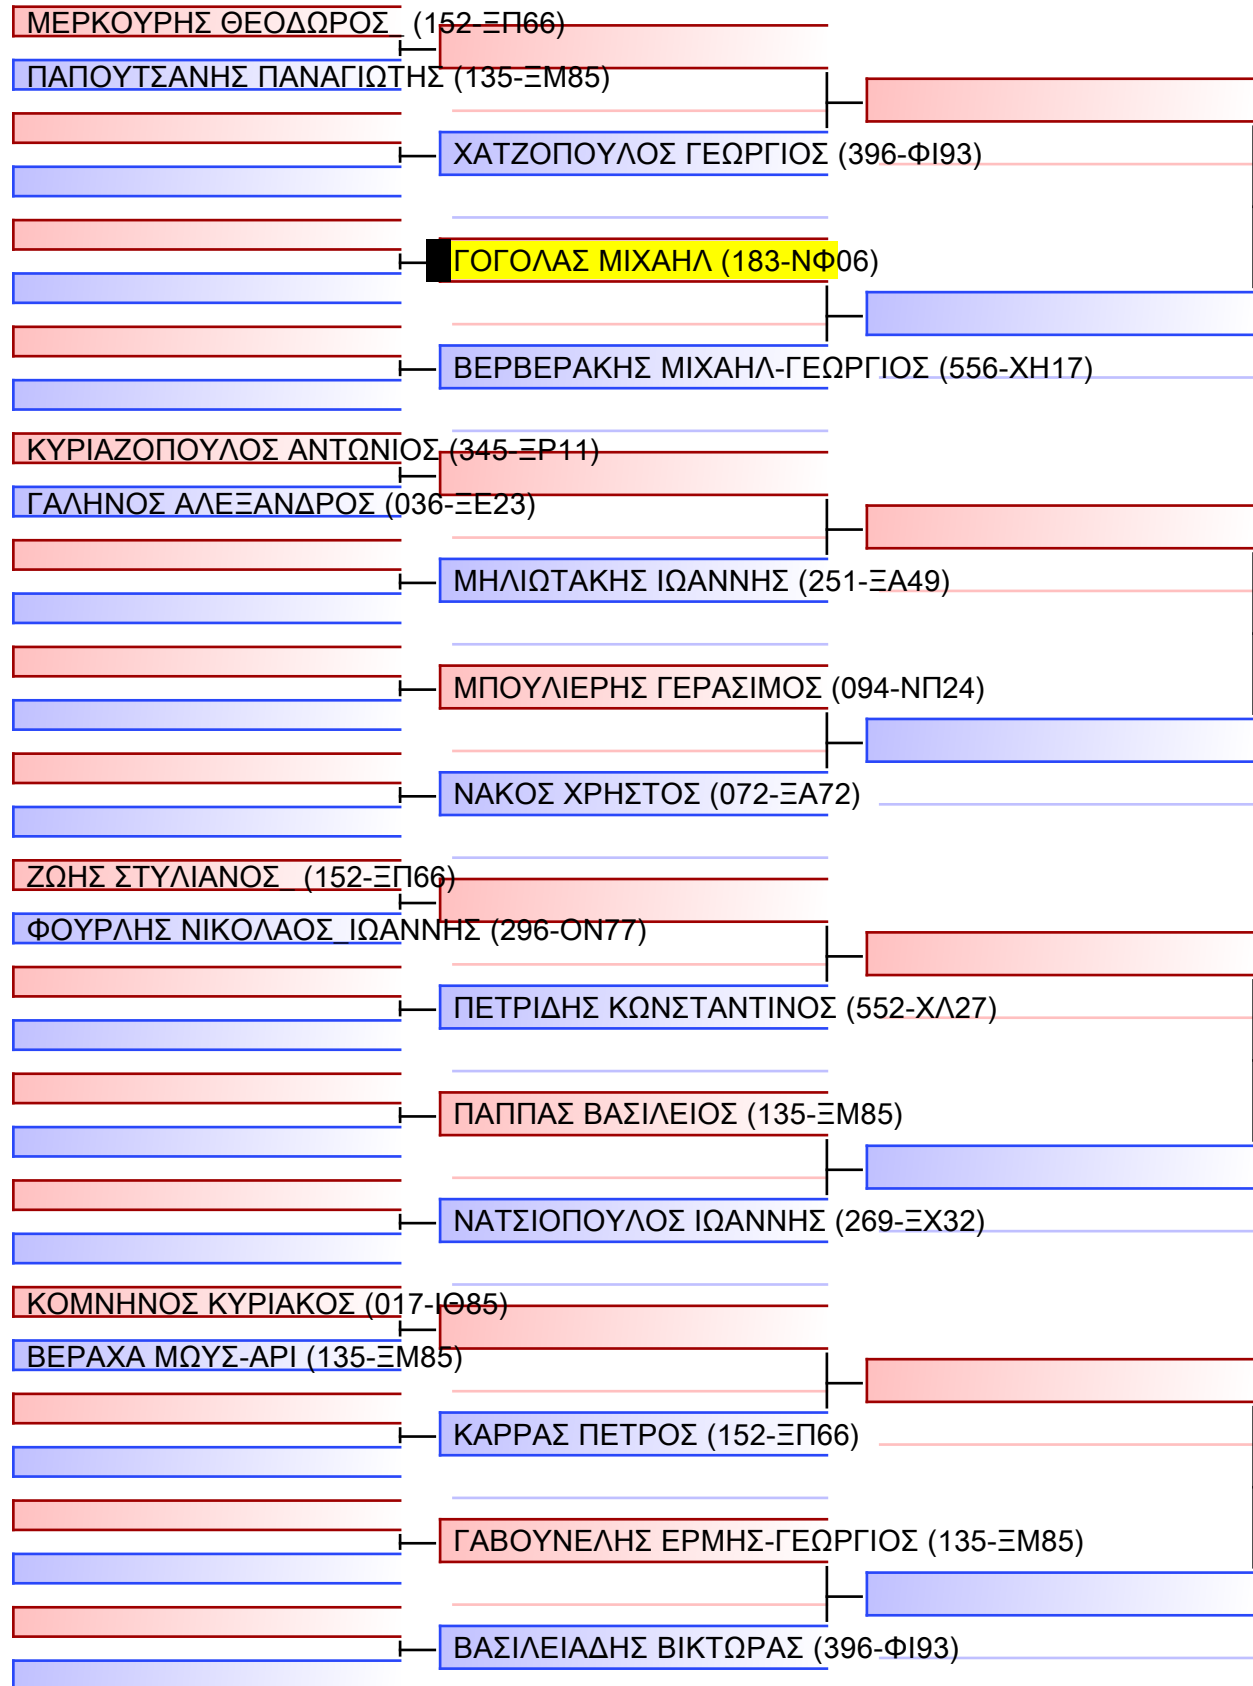 ΜΕΡΚΟΥΡΗΣ ΘΕΟΔΩΡΟΣ_ (152-ΞΠ66)
ΠΑΠΟΥΤΣΑΝΗΣ ΠΑΝΑΓΙΩΤΗΣ (135-ΞΜ85)
ΧΑΤΖΟΠΟΥΛΟΣ ΓΕΩΡΓΙΟΣ (396-ΦΙ93)
ΓΟΓΟΛΑΣ ΜΙΧΑΗΛ (183-ΝΦ06)
ΒΕΡΒΕΡΑΚΗΣ ΜΙΧΑΗΛ-ΓΕΩΡΓΙΟΣ (556-ΧΗ17)
ΚΥΡΙΑΖΟΠΟΥΛΟΣ ΑΝΤΩΝΙΟΣ (345-ΞΡ11)
ΓΑΛΗΝΟΣ ΑΛΕΞΑΝΔΡΟΣ (036-ΞΕ23)
ΜΗΛΙΩΤΑΚΗΣ ΙΩΑΝΝΗΣ (251-ΞΑ49)
ΜΠΟΥΛΙΕΡΗΣ ΓΕΡΑΣΙΜΟΣ (094-ΝΠ24)
ΝΑΚΟΣ ΧΡΗΣΤΟΣ (072-ΞΑ72)
ΖΩΗΣ ΣΤΥΛΙΑΝΟΣ_ (152-ΞΠ66)
ΦΟΥΡΛΗΣ ΝΙΚΟΛΑΟΣ_ΙΩΑΝΝΗΣ (296-ΟΝ77)
ΠΕΤΡΙΔΗΣ ΚΩΝΣΤΑΝΤΙΝΟΣ (552-ΧΛ27)
ΠΑΠΠΑΣ ΒΑΣΙΛΕΙΟΣ (135-ΞΜ85)
ΝΑΤΣΙΟΠΟΥΛΟΣ ΙΩΑΝΝΗΣ (269-ΞΧ32)
ΚΟΜΝΗΝΟΣ ΚΥΡΙΑΚΟΣ (017-ΙΘ85)
ΒΕΡΑΧΑ ΜΩΥΣ-ΑΡΙ (135-ΞΜ85)
ΚΑΡΡΑΣ ΠΕΤΡΟΣ (152-ΞΠ66)
ΓΑΒΟΥΝΕΛΗΣ ΕΡΜΗΣ-ΓΕΩΡΓΙΟΣ (135-ΞΜ85)
ΒΑΣΙΛΕΙΑΔΗΣ ΒΙΚΤΩΡΑΣ (396-ΦΙ93)